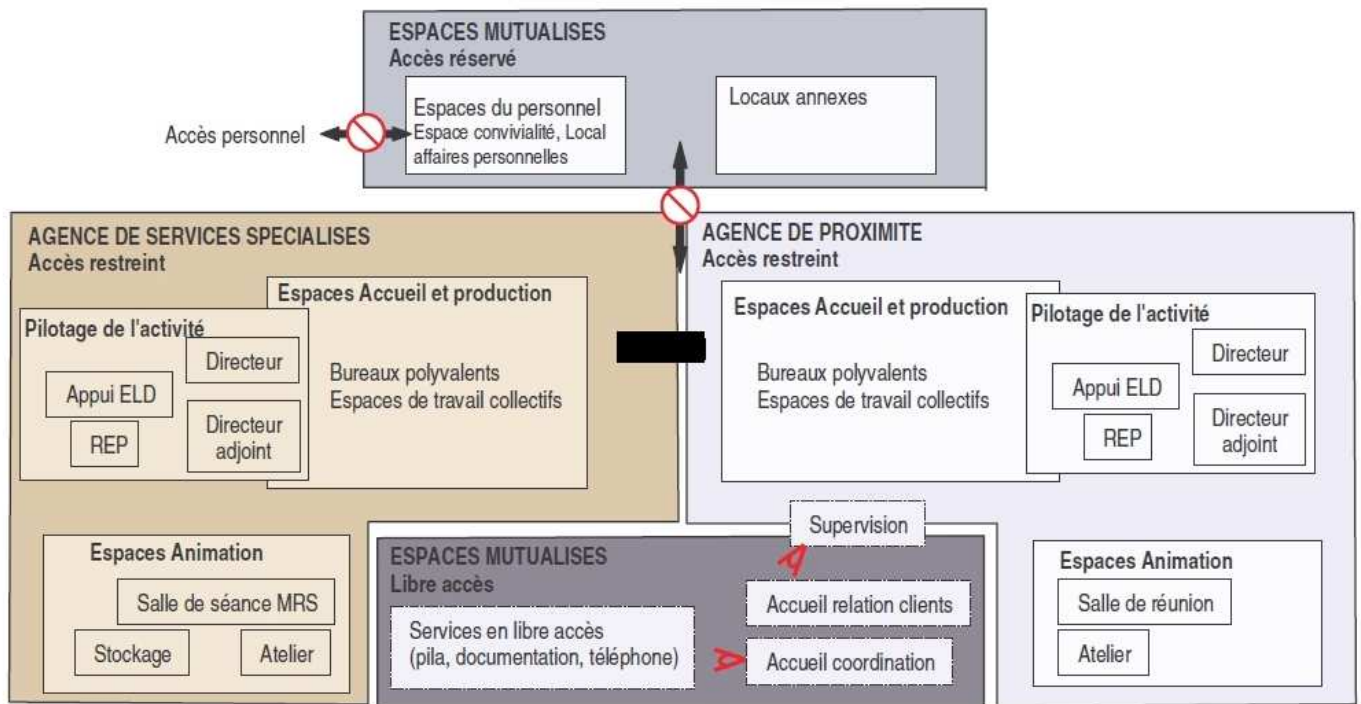 ESPACES MUTUALISES
Accès réservé
Espaces du personnel
Espace convivialité, Local
affaires personnelles
Locaux annexes
Accès personnel
AGENCE DE SERVICES SPECIALISES
Accès restreint
Espaces Accueil et production
Pilotage de l'activité
Directeur
Appui ELD
Directeur
adjoint
REP
Bureaux polyvalents
Espaces de travail collectifs
Espaces Animation
Salle de séance MRS
Stockage
Atelier
AGENCE DE PROXIMITE
Accès restreint
Espaces Accueil et production
Bureaux polyvalents
Espaces de travail collectifs
Pilotage de l'activité
Directeur
Appui ELD
Directeur
adjoint
REP
Supervision
ESPACES MUTUALISES
Libre accès
Services en libre accès
(pila, documentation, téléphone)
Accueil relation clients
Accueil coordination
Espaces Animation
Salle de réunion
Atelier